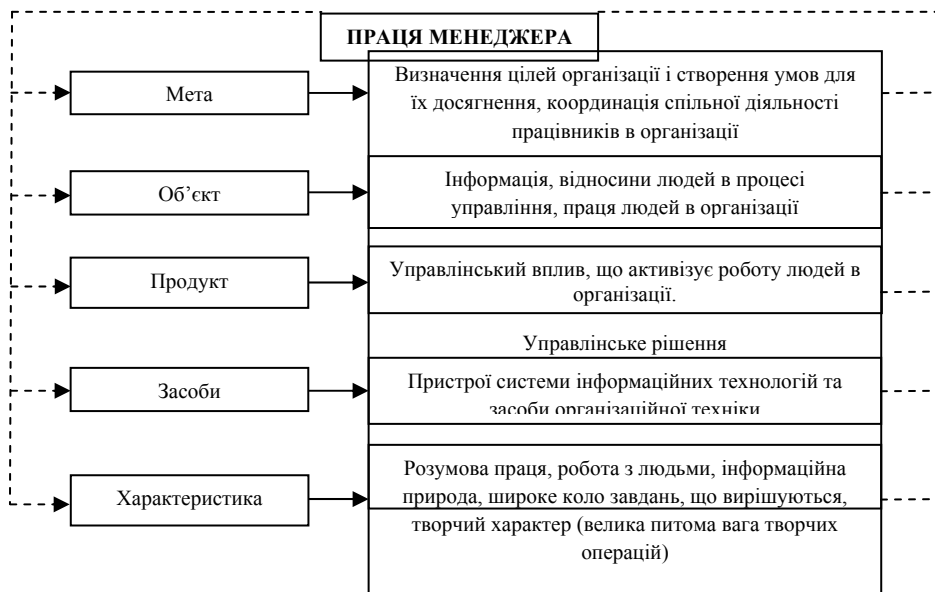 ПРАЦЯ МЕНЕДЖЕРА
Мета
Визначення цілей організації і створення умов для
їх досягнення, координація спільної діяльності
працівників в організації
Об’єкт
Інформація, відносини людей в процесі
управління, праця людей в організації
Продукт
Управлінський вплив, що активізує роботу людей в
організації.
Управлінське рішення
Засоби
Пристрої системи інформаційних технологій та
засоби організаційної техніки
Характеристика
Розумова праця, робота з людьми, інформаційна
природа, широке коло завдань, що вирішуються,
творчий характер (велика питома вага творчих
операцій)